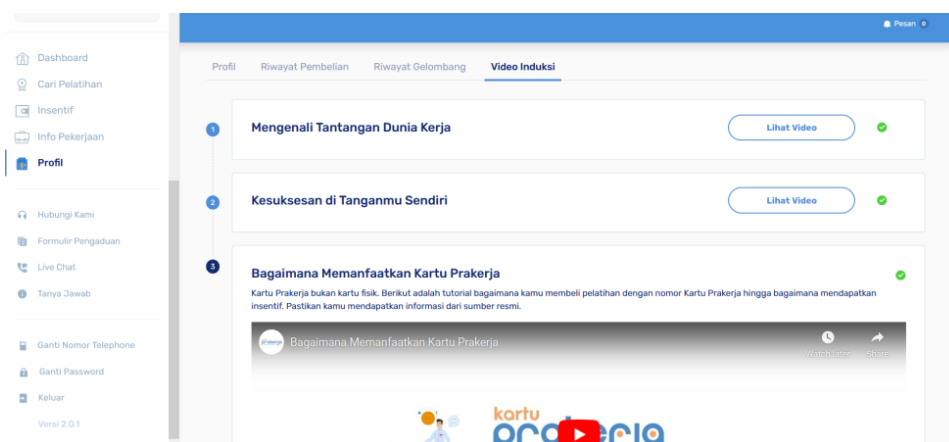 Pesan 0
Dashboard
Cari Pelatihan
Insentif
Info Pekerjaan
Profil
Hubungi Kami
Formulir Pengaduan
Live Chat
Tanya Jawab
Ganti Nomor Telephone
Ganti Password
Keluar
Versi 2.0.1
Profil Riwayat Pembelian Riwayat Gelombang Video Induksi
1 Mengenali Tantangan Dunia Kerja Lihat Video
2 Kesuksesan di Tanganmu Sendiri Lihat Video
3 Bagaimana Memanfaatkan Kartu Prakerja
Kartu Prakerja bukan kartu fisik. Berikut adalah tutorial bagaimana kamu membeli pelatihan dengan nomor Kartu Prakerja hingga bagaimana mendapatkan
insentif. Pastikan kamu mendapatkan informasi dari sumber resmi.
Bagaimana Memanfaatkan Kartu Prakerja
Watch later Share
kartu
prakerja